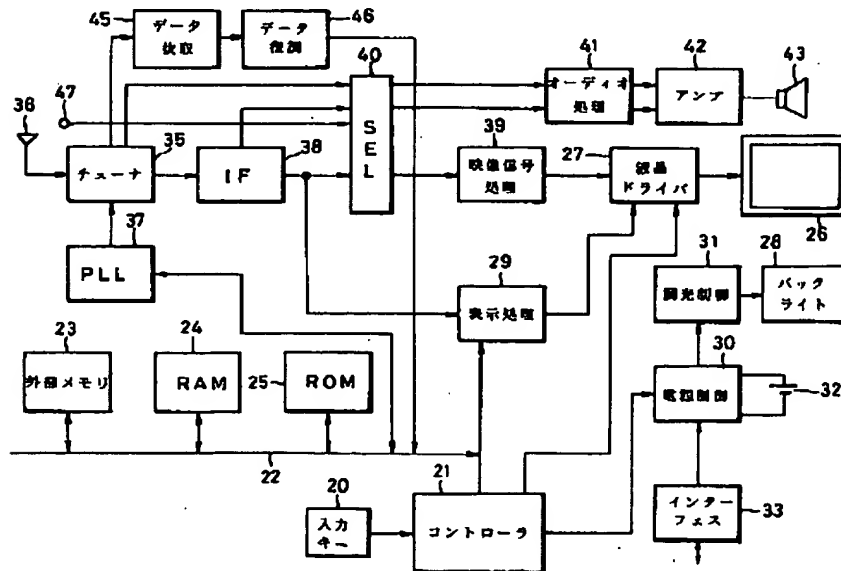 45
データ
抜取
データ
復調
46
40
SEL
41
オーディオ
処理
42
アンプ
43
36
47
チューナ
35
IF
38
39
映像信号
処理
27
液晶
ドライバ
26
37
PLL
29
表示処理
31
調光制御
28
バック
ライト
23
外部メモリ
24
RAM
25
ROM
30
電源制御
32
22
21
コントローラ
20
入力
キー
インター
フェス
33